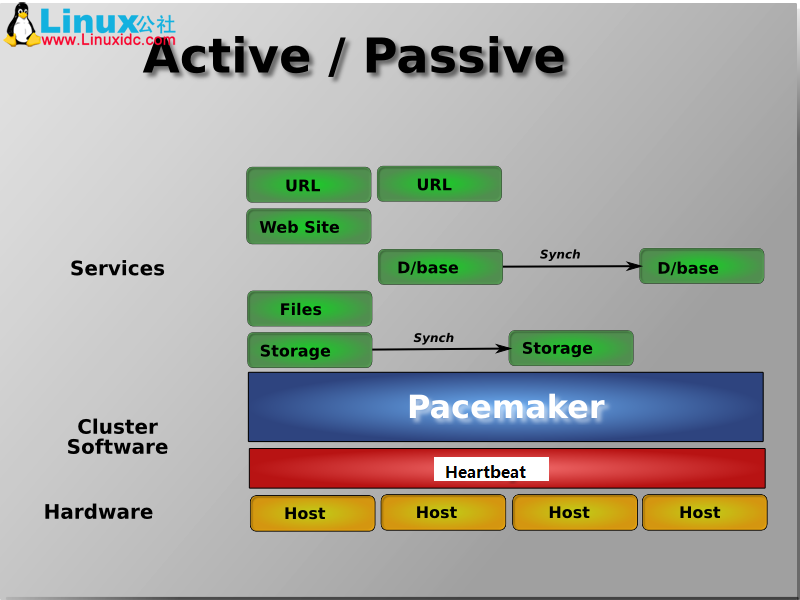 Linux公社
www.Linuxidc.com
Active / Passive
URL
URL
Web Site
Services
D/base
Synch
D/base
Files
Storage
Synch
Storage
Cluster
Software
Pacemaker
Heartbeat
Hardware
Host
Host
Host
Host